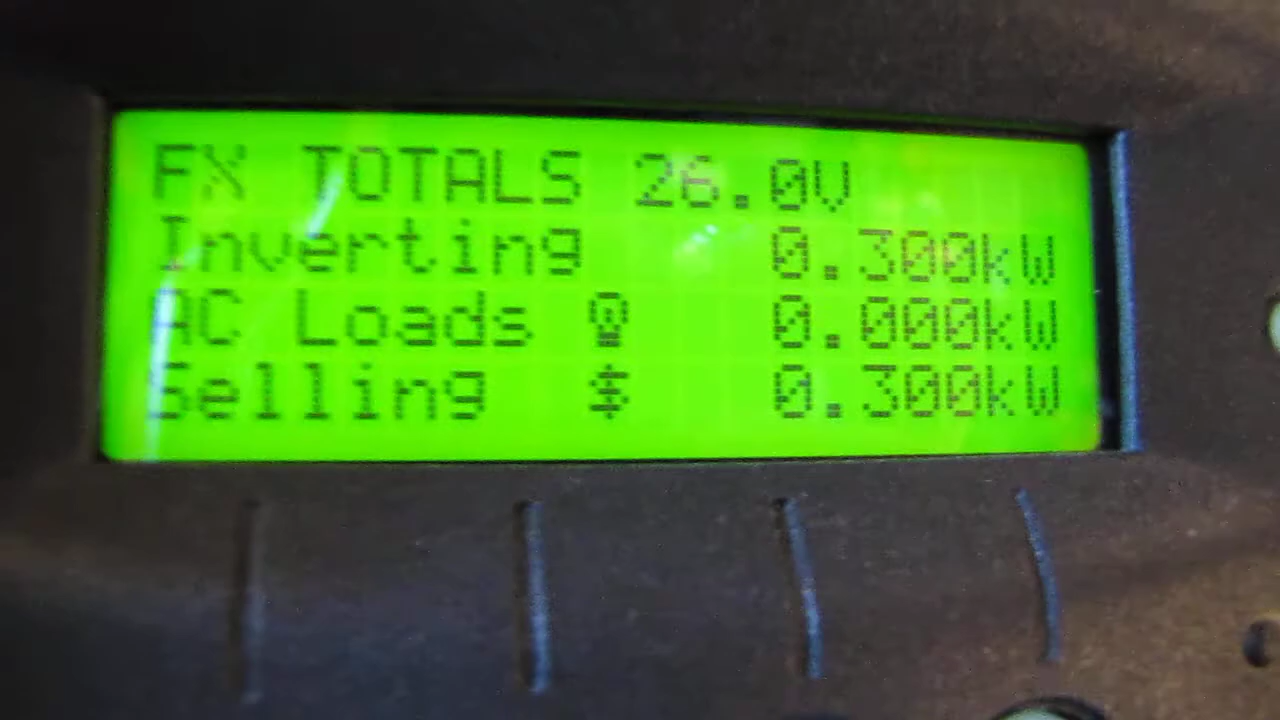 FX TOTALS 26.0V
Inverting 0.300kW
AC Loads 0.000kW
Selling $ 0.300kW